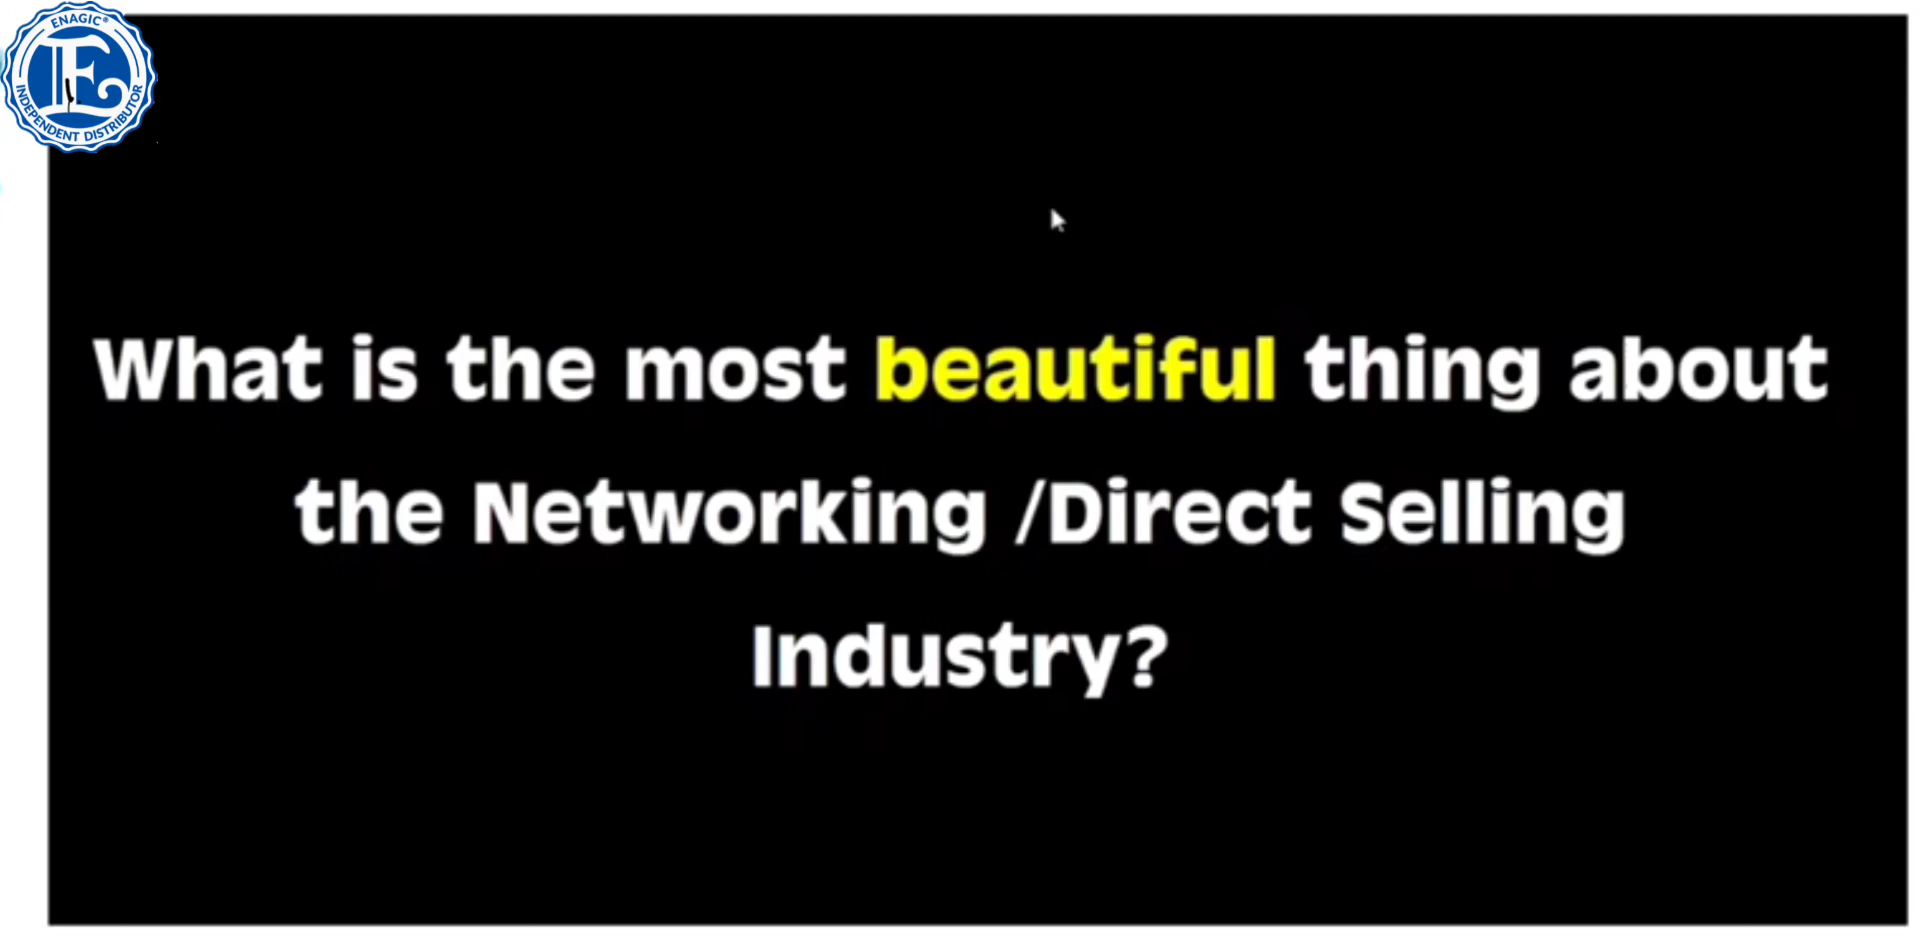 ENAGIC®
E
INDEPENDENT DISTRIBUTOR
What is the most beautiful thing about
the Networking /Direct Selling
Industry?